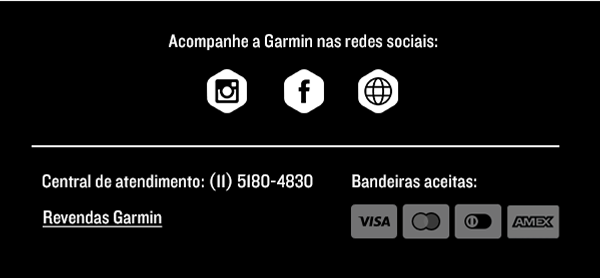 Acompanhe a Garmin nas redes sociais:
Central de atendimento: (11) 5180-4830
Bandeiras aceitas:
Revendas Garmin
VISA
AMEX